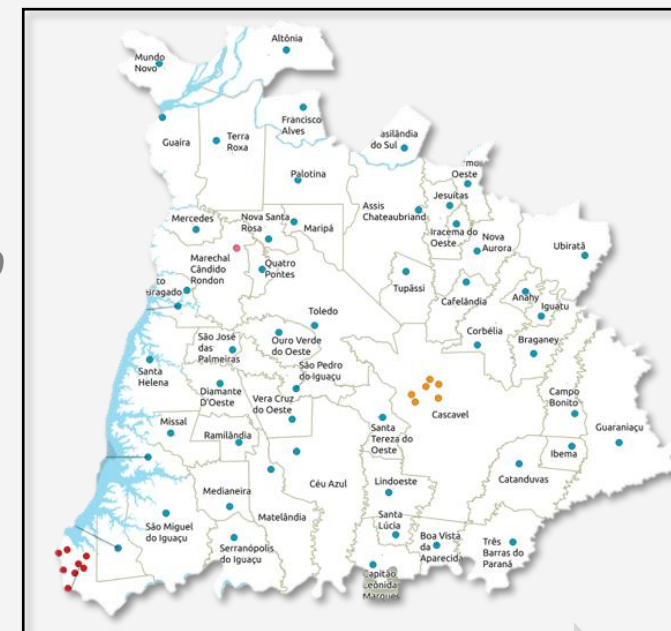 Altônia
Mundo
Novo
Francisco
Alves
Guaíra
Terra
Roxa
asilândia
do Sul
Oeste
Palotina
Jesuítas
Assis
Chateaubriand
Mercedes
Nova Santa
Rosa
Maripá
Iracema do
Oeste
Nova
Aurora
Ubiratã
Marechal
Cândido
Rondon
Quatro
Pontes
Tupãssi
Cafelândia
Anahy
Iguatu
Toledo
Corbélia
Braganey
São José
das
Palmeiras
Ouro Verde
do Oeste
São Pedro
do Iguaçu
Santa
Helena
Diamante
D'Oeste
Vera Cruz
do Oeste
Cascavel
Campo
Bonito
Guaraniaçu
Missal
Ramilândia
Santa
Tereza do
Oeste
Ibema
Catanduvas
Céu Azul
Lindoeste
Medianeira
Matelândia
Santa
Lúcia
São Miguel
do Iguaçu
Serranópolis
do Iguaçu
Boa Vista
da
Aparecida
Três
Barras do
Paraná
Capitão
Leônidas
Marques